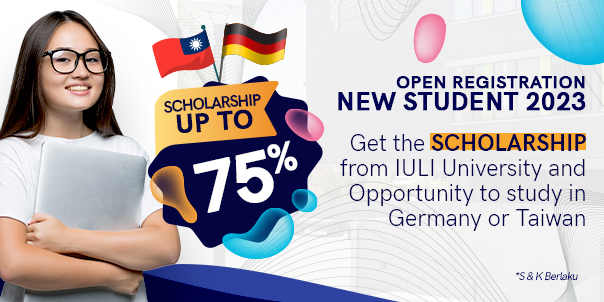 SCHOLARSHIP
UP TO
75%
OPEN REGISTRATION
NEW STUDENT 2023
Get the SCHOLARSHIP
from IULI University and
Opportunity to study in
Germany or Taiwan
*S & K Berlaku